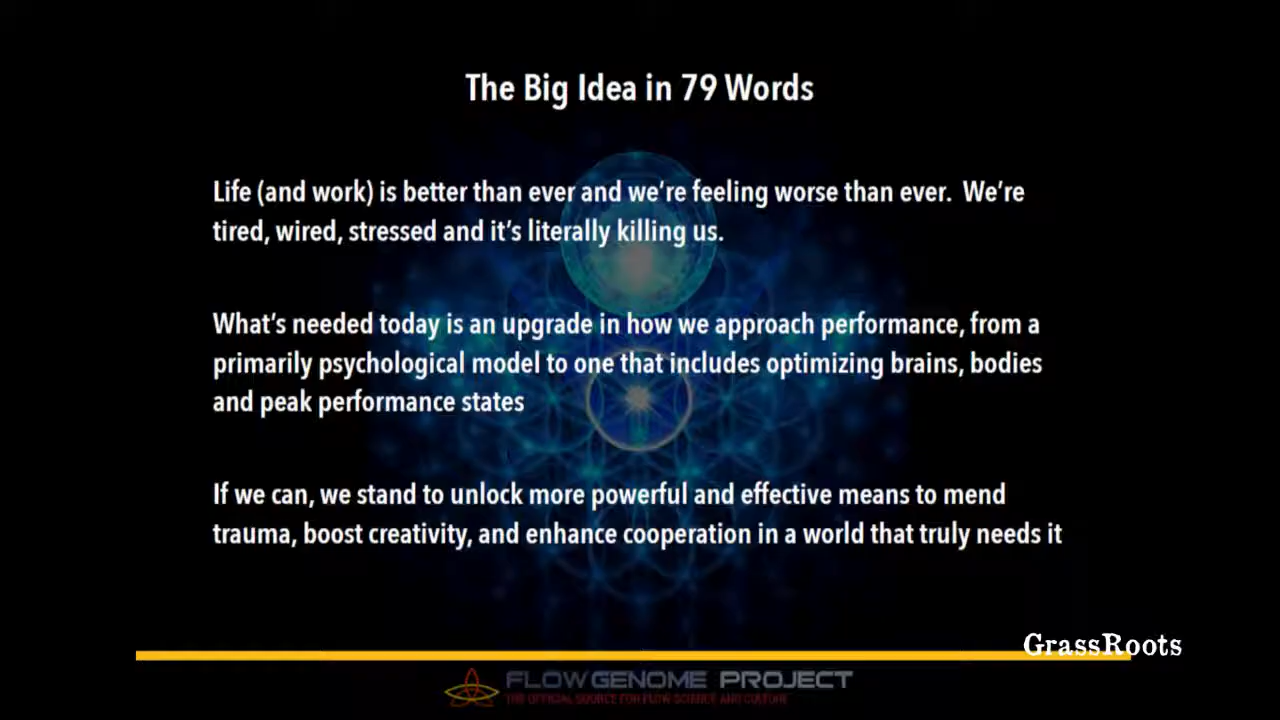 The Big Idea in 79 Words
Life (and work) is better than ever and we're feeling worse than ever.  We're
tired, wired, stressed and it's literally killing us.
What's needed today is an upgrade in how we approach performance, from a
primarily psychological model to one that includes optimizing brains, bodies
and peak performance states
If we can, we stand to unlock more powerful and effective means to mend
trauma, boost creativity, and enhance cooperation in a world that truly needs it
GrassRoots
FLOW GENOME PROJECT
THE OFFICIAL SOURCE FOR FLOW SCIENCE AND CULTURE